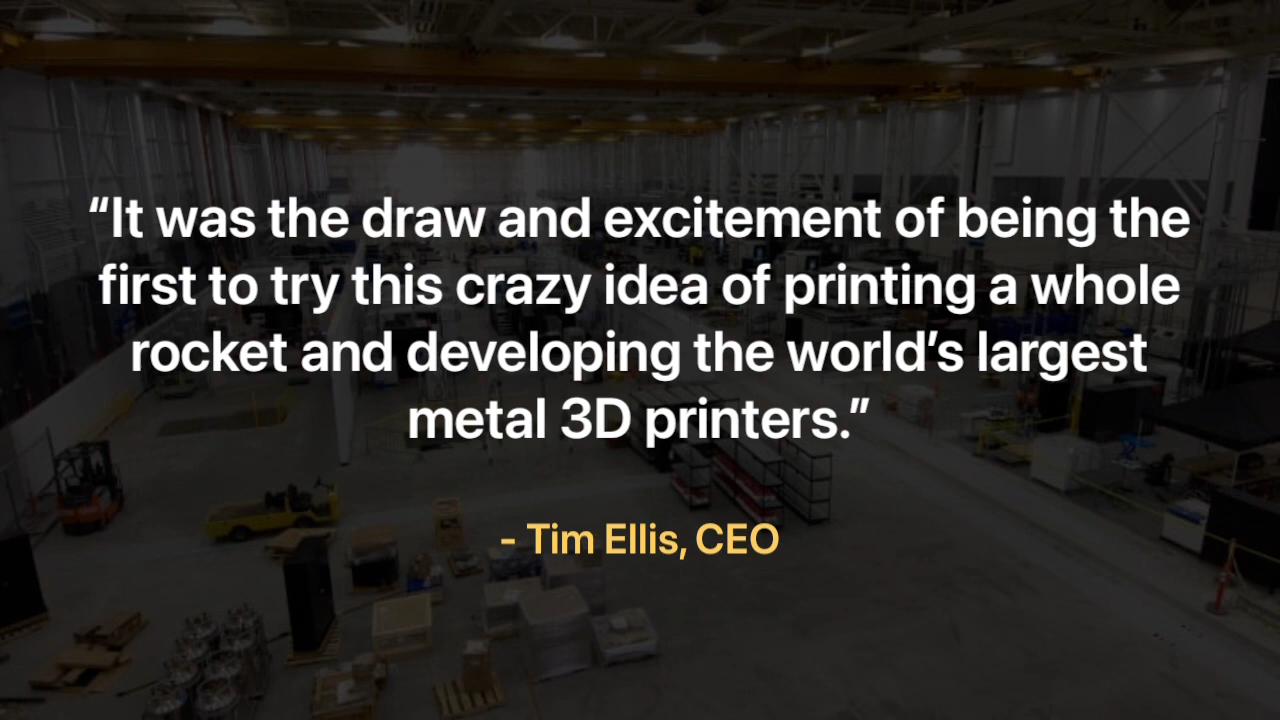 “It was the draw and excitement of being the
first to try this crazy idea of printing a whole
rocket and developing the world’s largest
metal 3D printers.”
- Tim Ellis, CEO